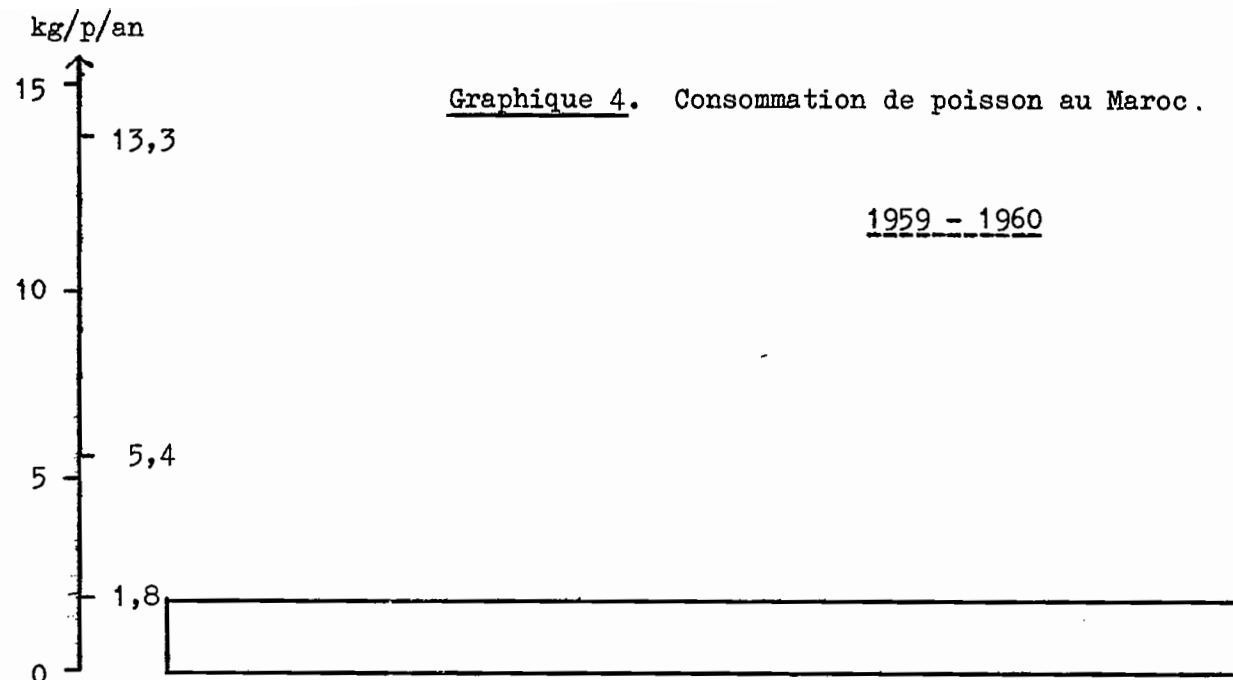 kg/p/an
15
Graphique 4. Consommation de poisson au Maroc.
13,3
1959 - 1960
10
5,4
5
1,8
0